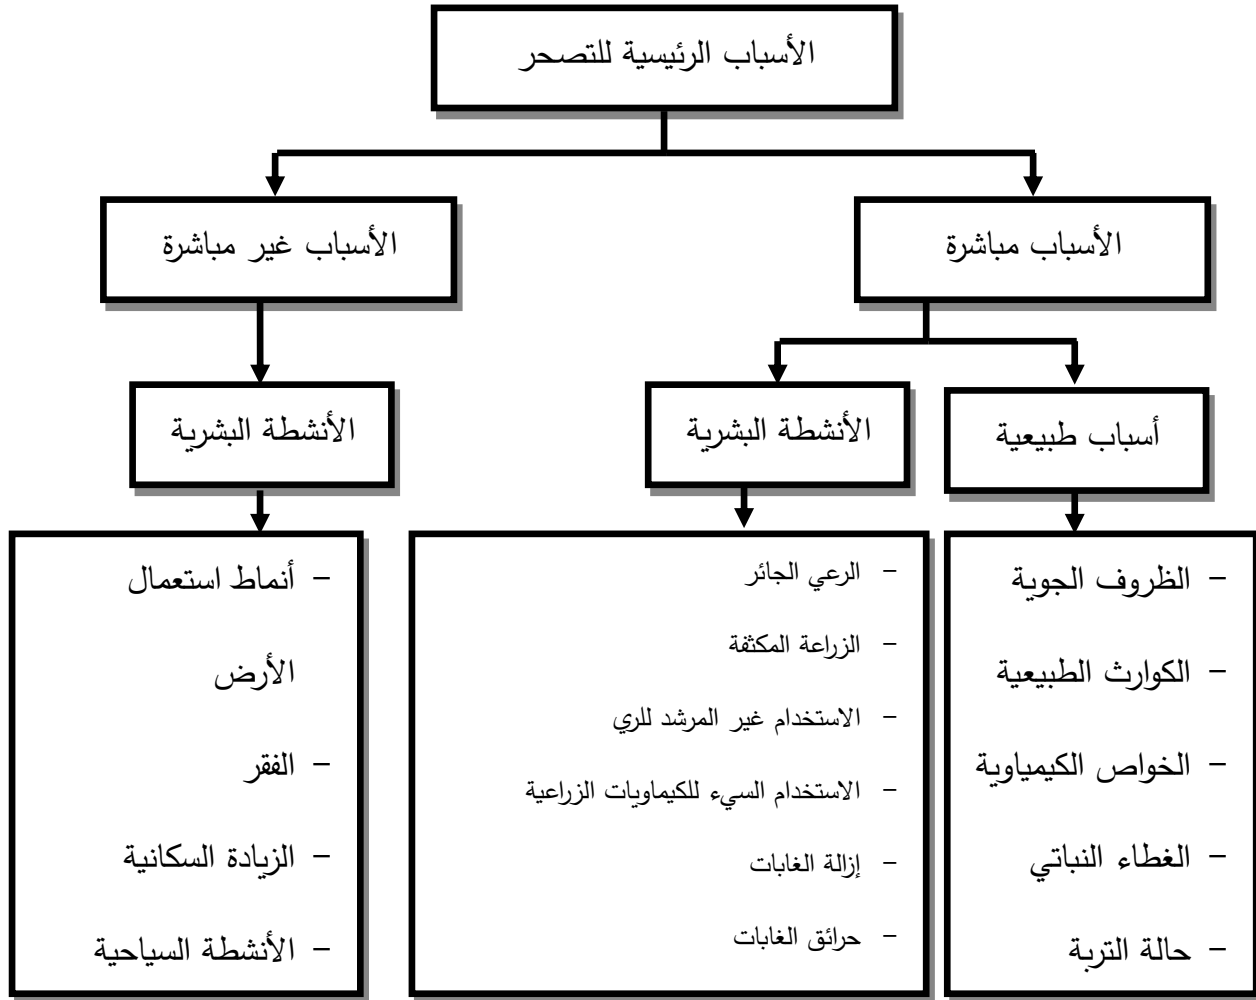 الأسباب الرئيسية للتصحر
الأسباب مباشرة
الأسباب غير مباشرة
أسباب طبيعية
الأنشطة البشرية
الأنشطة البشرية
- الظروف الجوية
- الكوارث الطبيعية
- الخواص الكيمياوية
- الغطاء النباتي
- حالة التربة
- الرعي الجائر
- الزراعة المكثفة
- الاستخدام غير المرشد للري
- الاستخدام السيء للكيماويات الزراعية
- إزالة الغابات
- حرائق الغابات
- أنماط استعمال
الأرض
- الفقر
- الزيادة السكانية
- الأنشطة السياحية